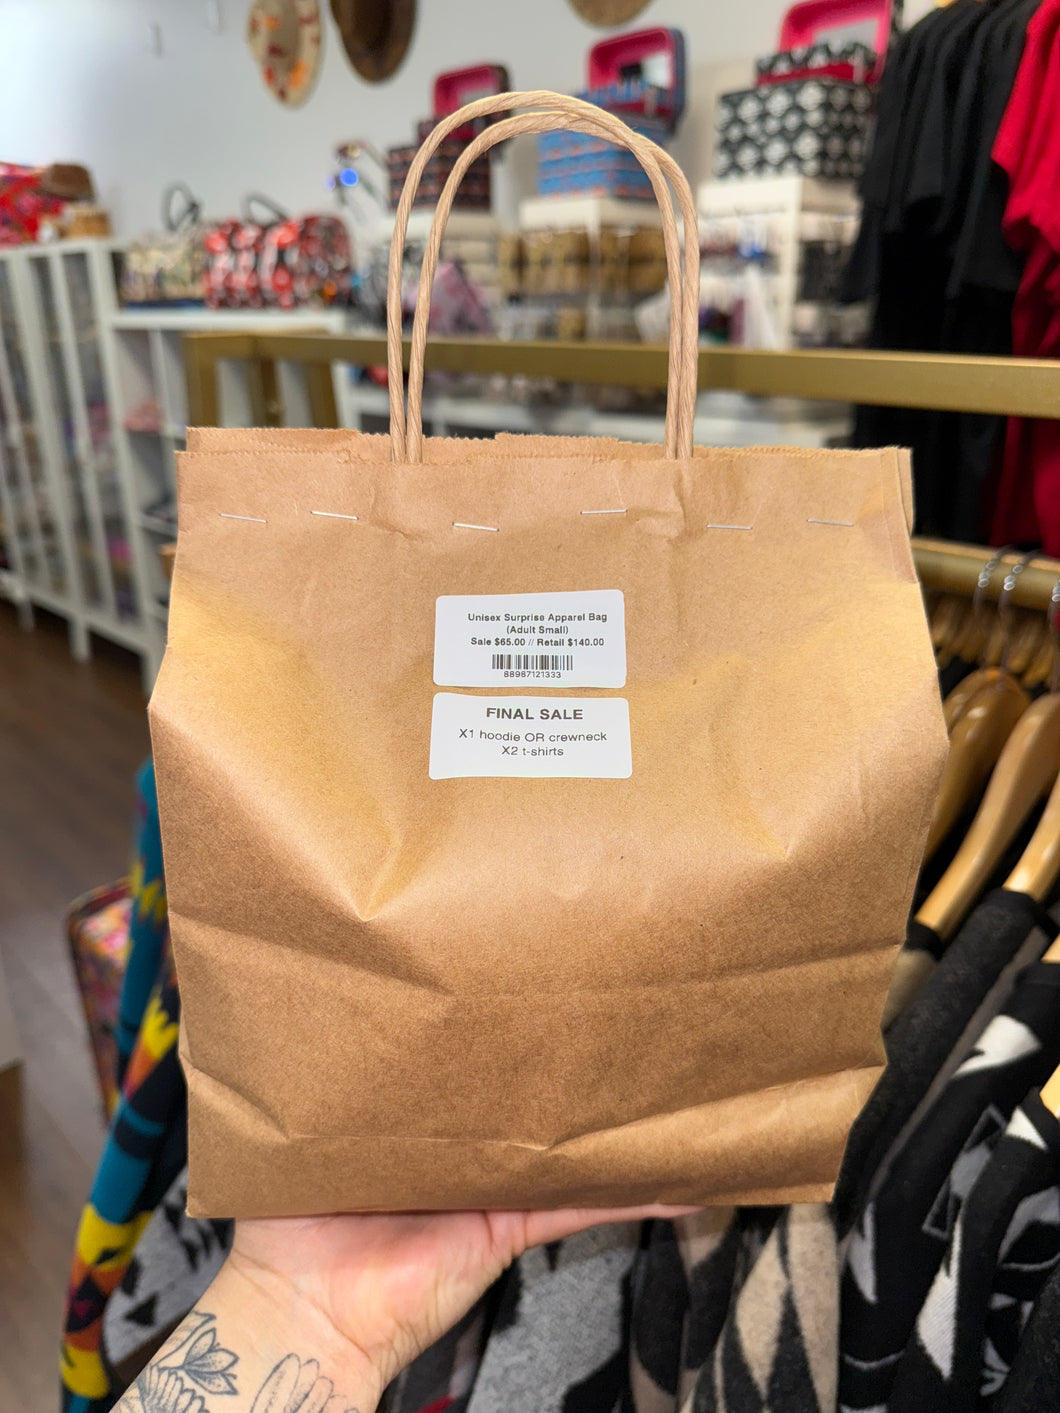 Unisex Surprise Apparel Bag
(Adult Small)
Sale $65.00 // Retail $140.00
88987121333
FINAL SALE
X1 hoodie OR crewneck
X2 t-shirts